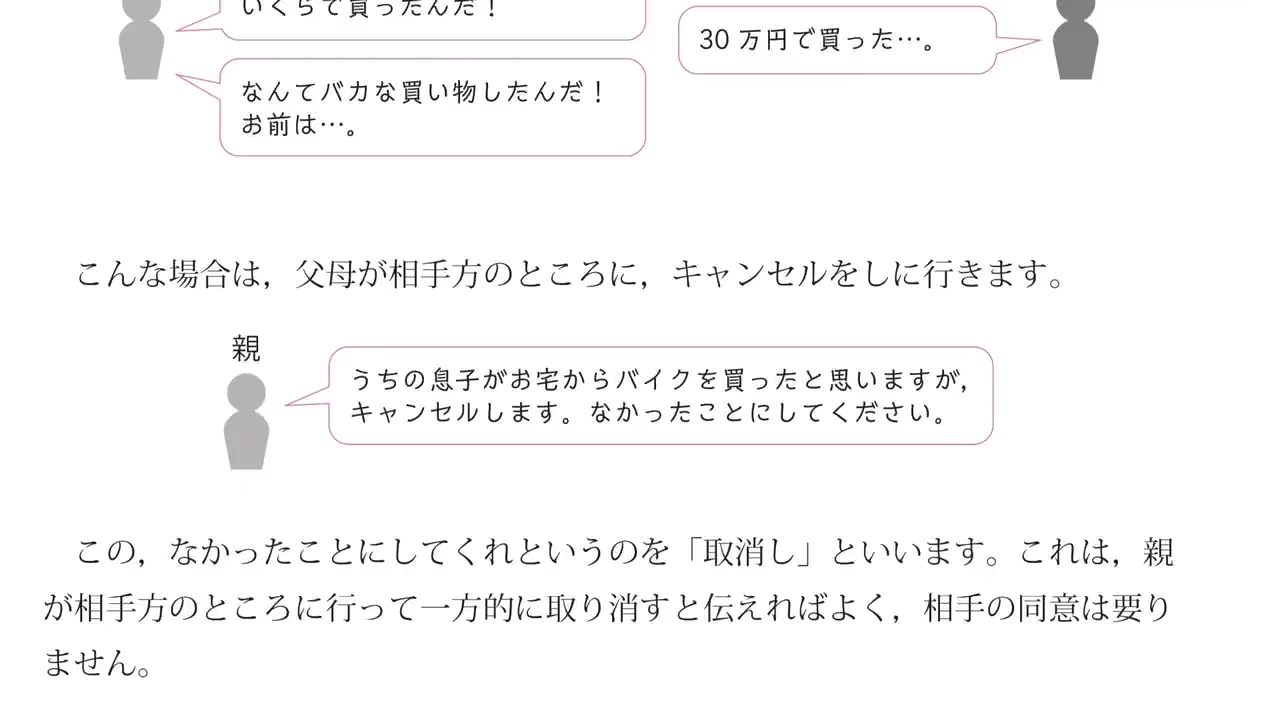 いくらで買ったんだ！
30 万円で買った…。
なんてバカな買い物したんだ！
お前は…。
こんな場合は，父母が相手方のところに，キャンセルをしに行きます。
親
うちの息子がお宅からバイクを買ったと思いますが，
キャンセルします。なかったことにしてください。
この，なかったことにしてくれというのを「取消し」といいます。これは，親
が相手方のところに行って一方的に取り消すと伝えればよく，相手の同意は要り
ません。